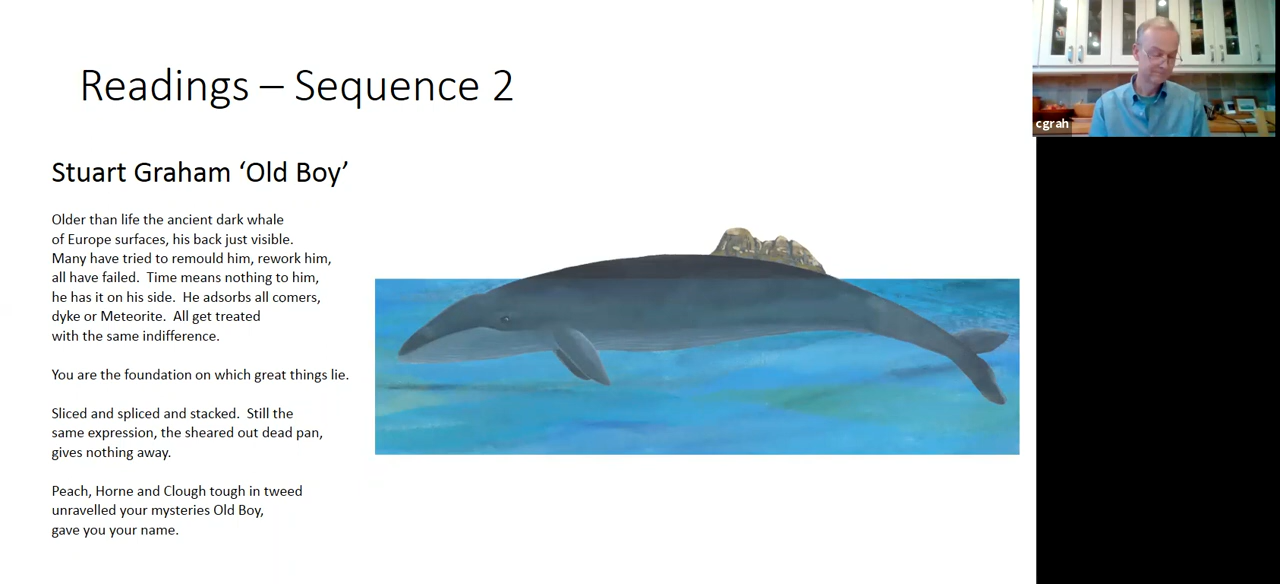 Readings – Sequence 2
cgrah
Stuart Graham ‘Old Boy’
Older than life the ancient dark whale
of Europe surfaces, his back just visible.
Many have tried to remould him, rework him,
all have failed.  Time means nothing to him,
he has it on his side.  He adsorbs all comers,
dyke or Meteorite.  All get treated
with the same indifference.
You are the foundation on which great things lie.
Sliced and spliced and stacked.  Still the
same expression, the sheared out dead pan,
gives nothing away.
Peach, Horne and Clough tough in tweed
unravelled your mysteries Old Boy,
gave you your name.